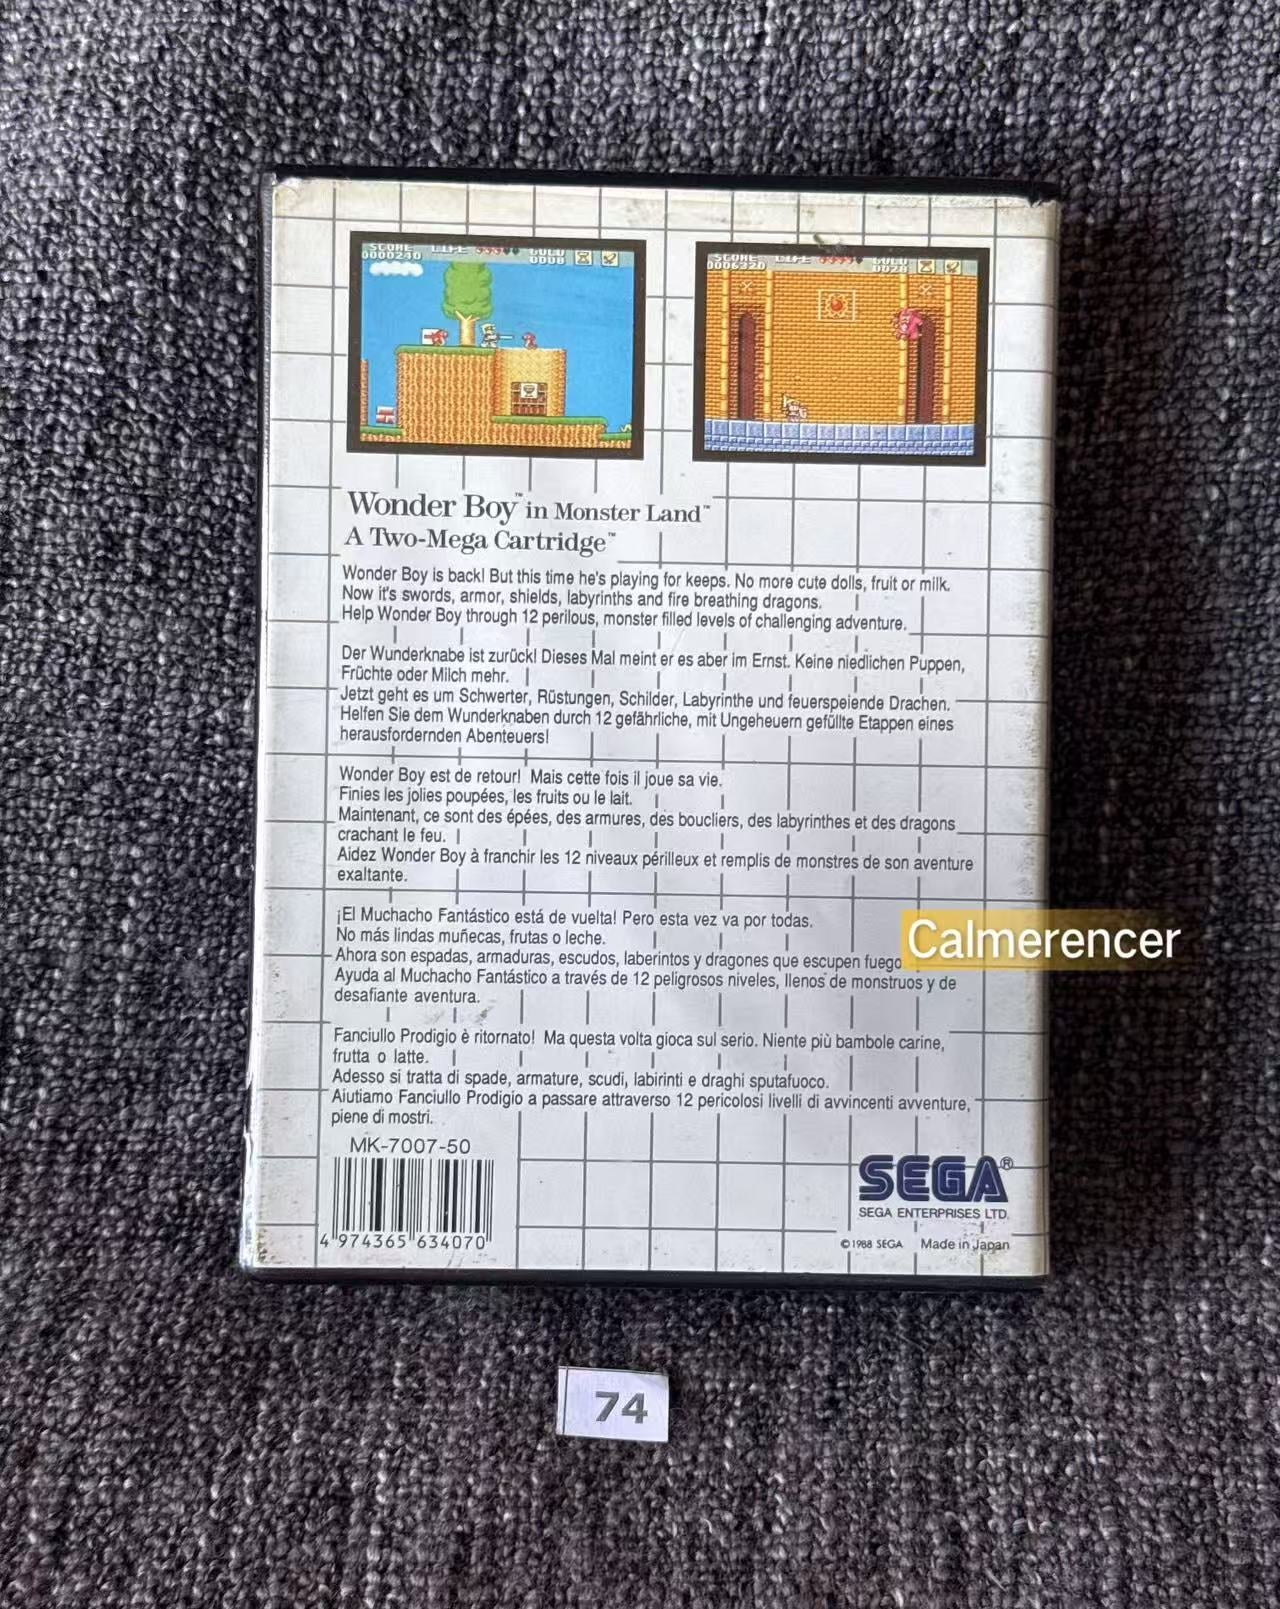 SCORE LIFE GOLD
0000240 0008
SCORE LIFE GOLD
0006320 0028
Wonder Boy™ in Monster Land™
A Two-Mega Cartridge™
Wonder Boy is back! But this time he's playing for keeps. No more cute dolls, fruit or milk.
Now it's swords, armor, shields, labyrinths and fire breathing dragons.
Help Wonder Boy through 12 perilous, monster filled levels of challenging adventure.
Der Wunderknabe ist zurück! Dieses Mal meint er es aber im Ernst. Keine niedlichen Puppen,
Früchte oder Milch mehr.
Jetzt geht es um Schwerter, Rüstungen, Schilder, Labyrinthe und feuerspeiende Drachen.
Helfen Sie dem Wunderknaben durch 12 gefährliche, mit Ungeheuern gefüllte Etappen eines
herausfordernden Abenteuers!
Wonder Boy est de retour! Mais cette fois il joue sa vie.
Finies les jolies poupées, les fruits ou le lait.
Maintenant, ce sont des épées, des armures, des boucliers, des labyrinthes et des dragons
crachant le feu.
Aidez Wonder Boy à franchir les 12 niveaux périlleux et remplis de monstres de son aventure
exaltante.
¡El Muchacho Fantástico está de vuelta! Pero esta vez va por todas.
No más lindas muñecas, frutas o leche.
Ahora son espadas, armaduras, escudos, laberintos y dragones que escupen fuego
Ayuda al Muchacho Fantástico a través de 12 peligrosos niveles, llenos de monstruos y de
desafiante aventura.
Calmerencer
Fanciullo Prodigio è ritornato! Ma questa volta gioca sul serio. Niente più bambole carine,
frutta o latte.
Adesso si tratta di spade, armature, scudi, labirinti e draghi sputafuoco.
Aiutiamo Fanciullo Prodigio a passare attraverso 12 pericolosi livelli di avvincenti avventure,
piene di mostri.
MK-7007-50
4 974365 634070
SEGA®
SEGA ENTERPRISES LTD.
©1988 SEGA Made in Japan
74